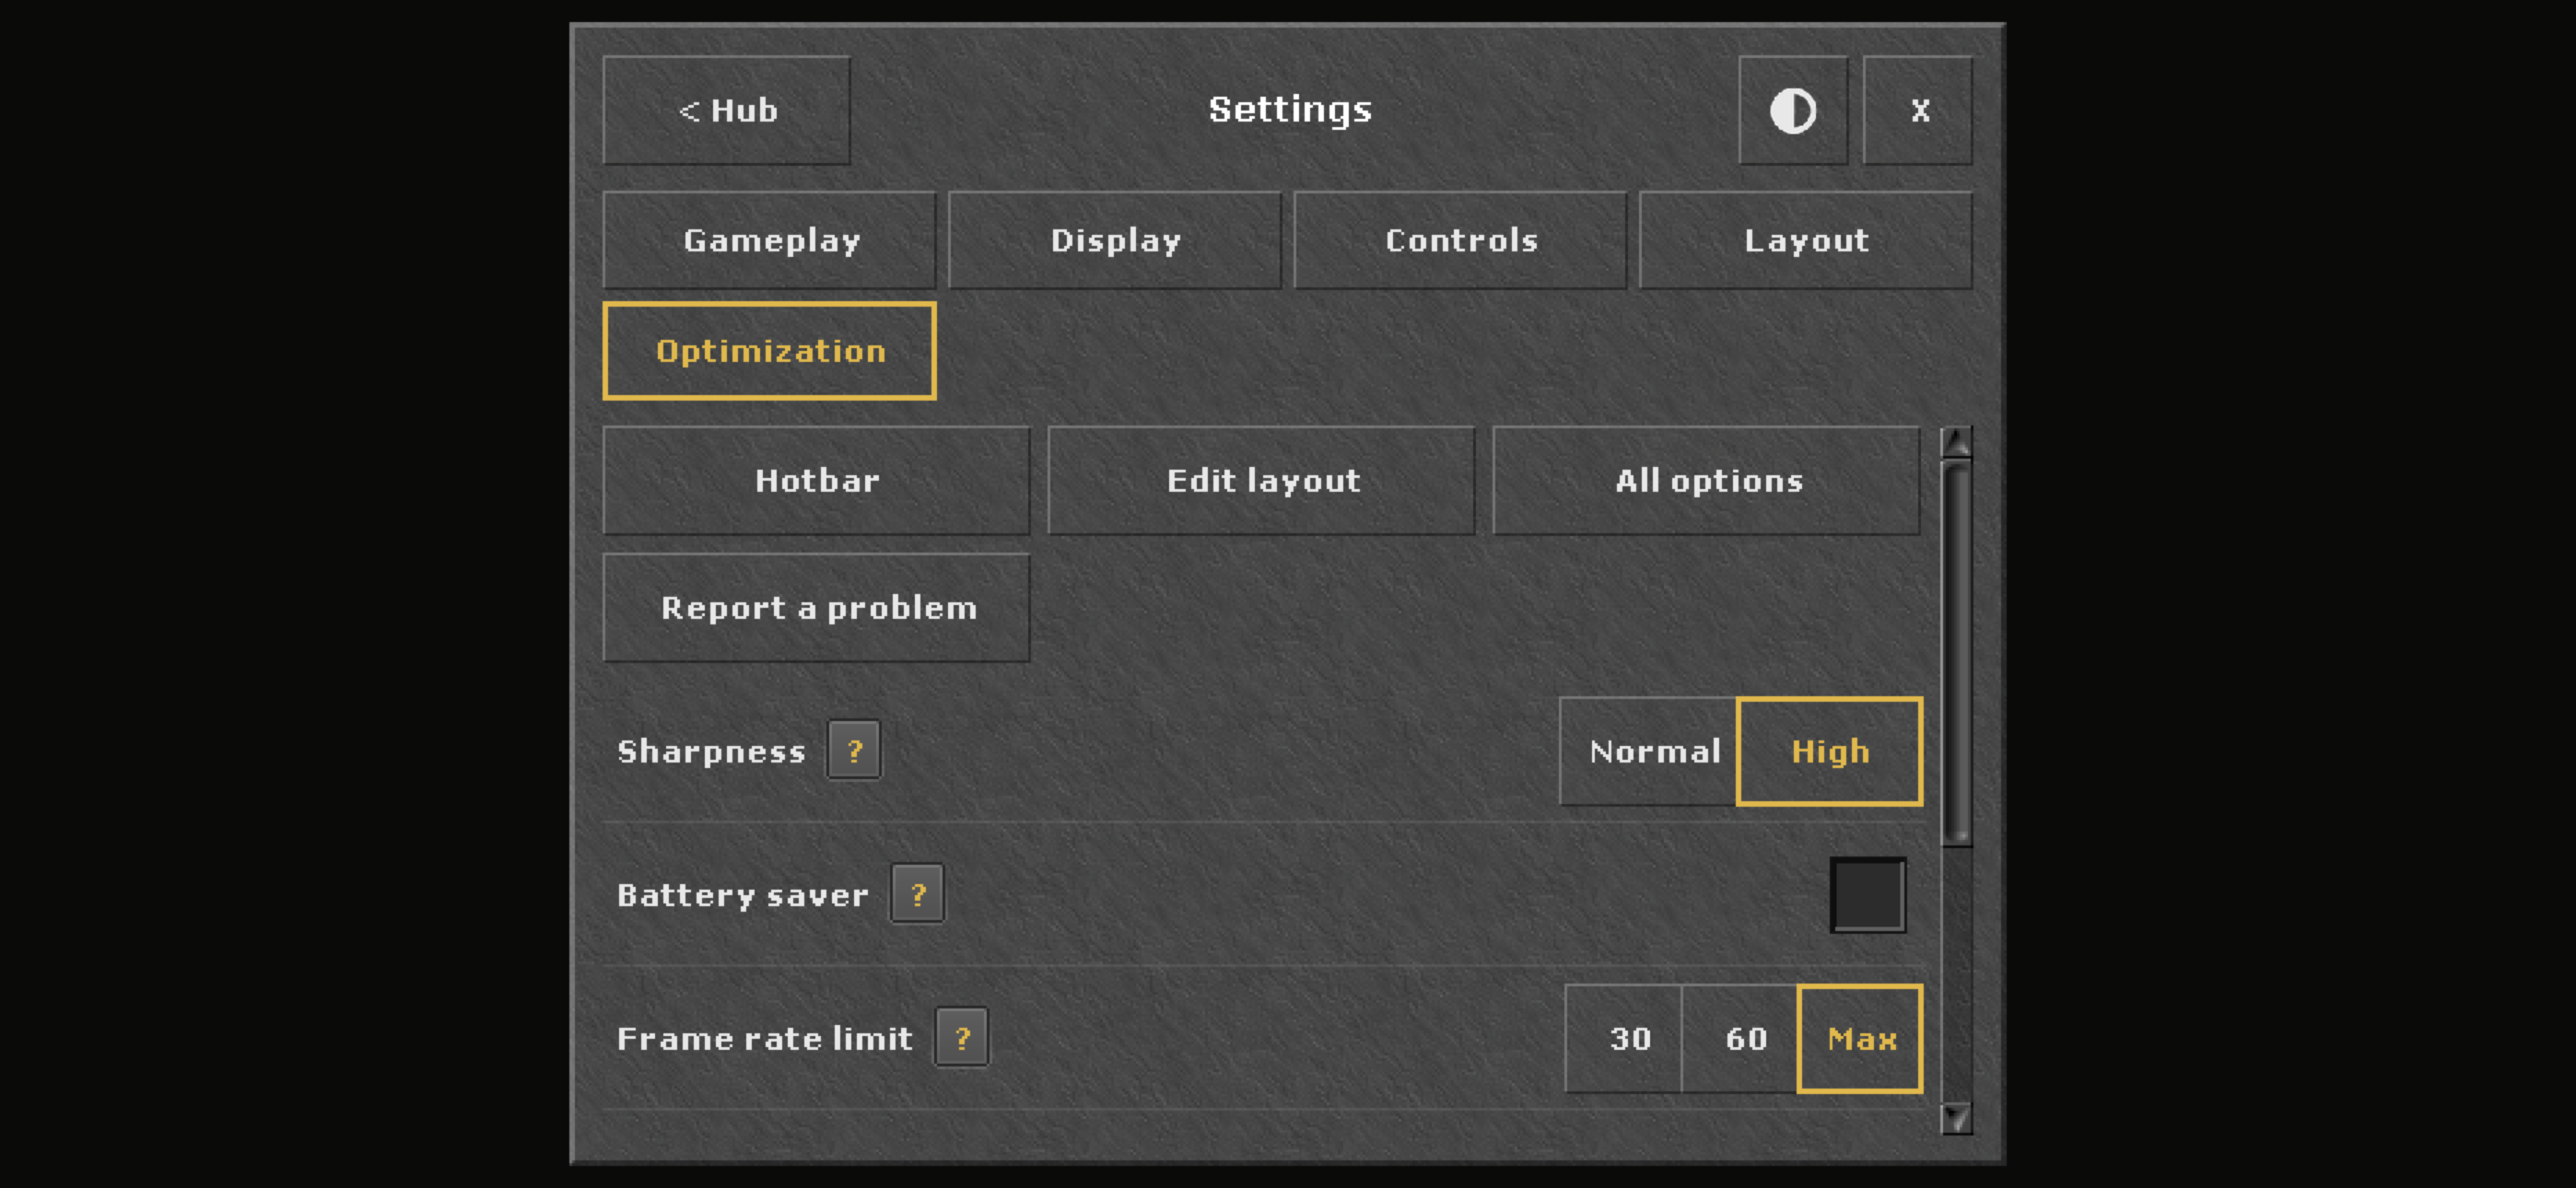 < Hub
Settings
X
Gameplay
Display
Controls
Layout
Optimization
Hotbar
Edit layout
All options
Report a problem
Sharpness ?
Normal
High
Battery saver ?
Frame rate limit ?
30
60
Max